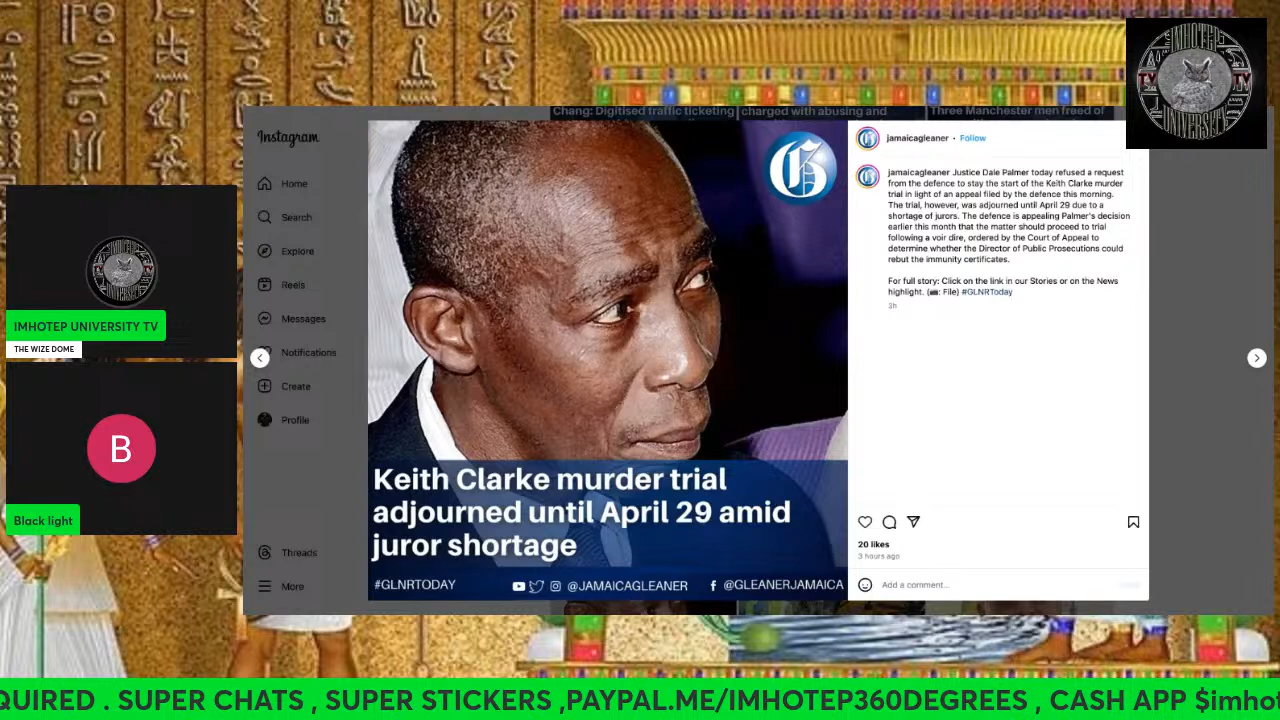 Chang: Digitised traffic ticketing
charged with abusing and
Three Manchester men freed of
IMHOTEP
TV TV
UNIVERSITY
Instagram
Home
Search
Explore
Reels
Messages
Notifications
Create
Profile
Threads
More
IMHOTEP UNIVERSITY TV
THE WIZE DOME
B
Black light
G
Keith Clarke murder trial
adjourned until April 29 amid
juror shortage
#GLNRTODAY
@JAMAICAGLEANER
@GLEANERJAMAICA
jamaicagleaner • Follow
jamaicagleaner Justice Dale Palmer today refused a request
from the defence to stay the start of the Keith Clarke murder
trial in light of an appeal filed by the defence this morning.
The trial, however, was adjourned until April 29 due to a
shortage of jurors. The defence is appealing Palmer's decision
earlier this month that the matter should proceed to trial
following a voir dire, ordered by the Court of Appeal to
determine whether the Director of Public Prosecutions could
rebut the immunity certificates.
For full story: Click on the link in our Stories or on the News
highlight. (📷: File) #GLNRToday
3h
20 likes
3 hours ago
Add a comment...
QUIRED . SUPER CHATS , SUPER STICKERS ,PAYPAL.ME/IMHOTEP360DEGREES , CASH APP $imho